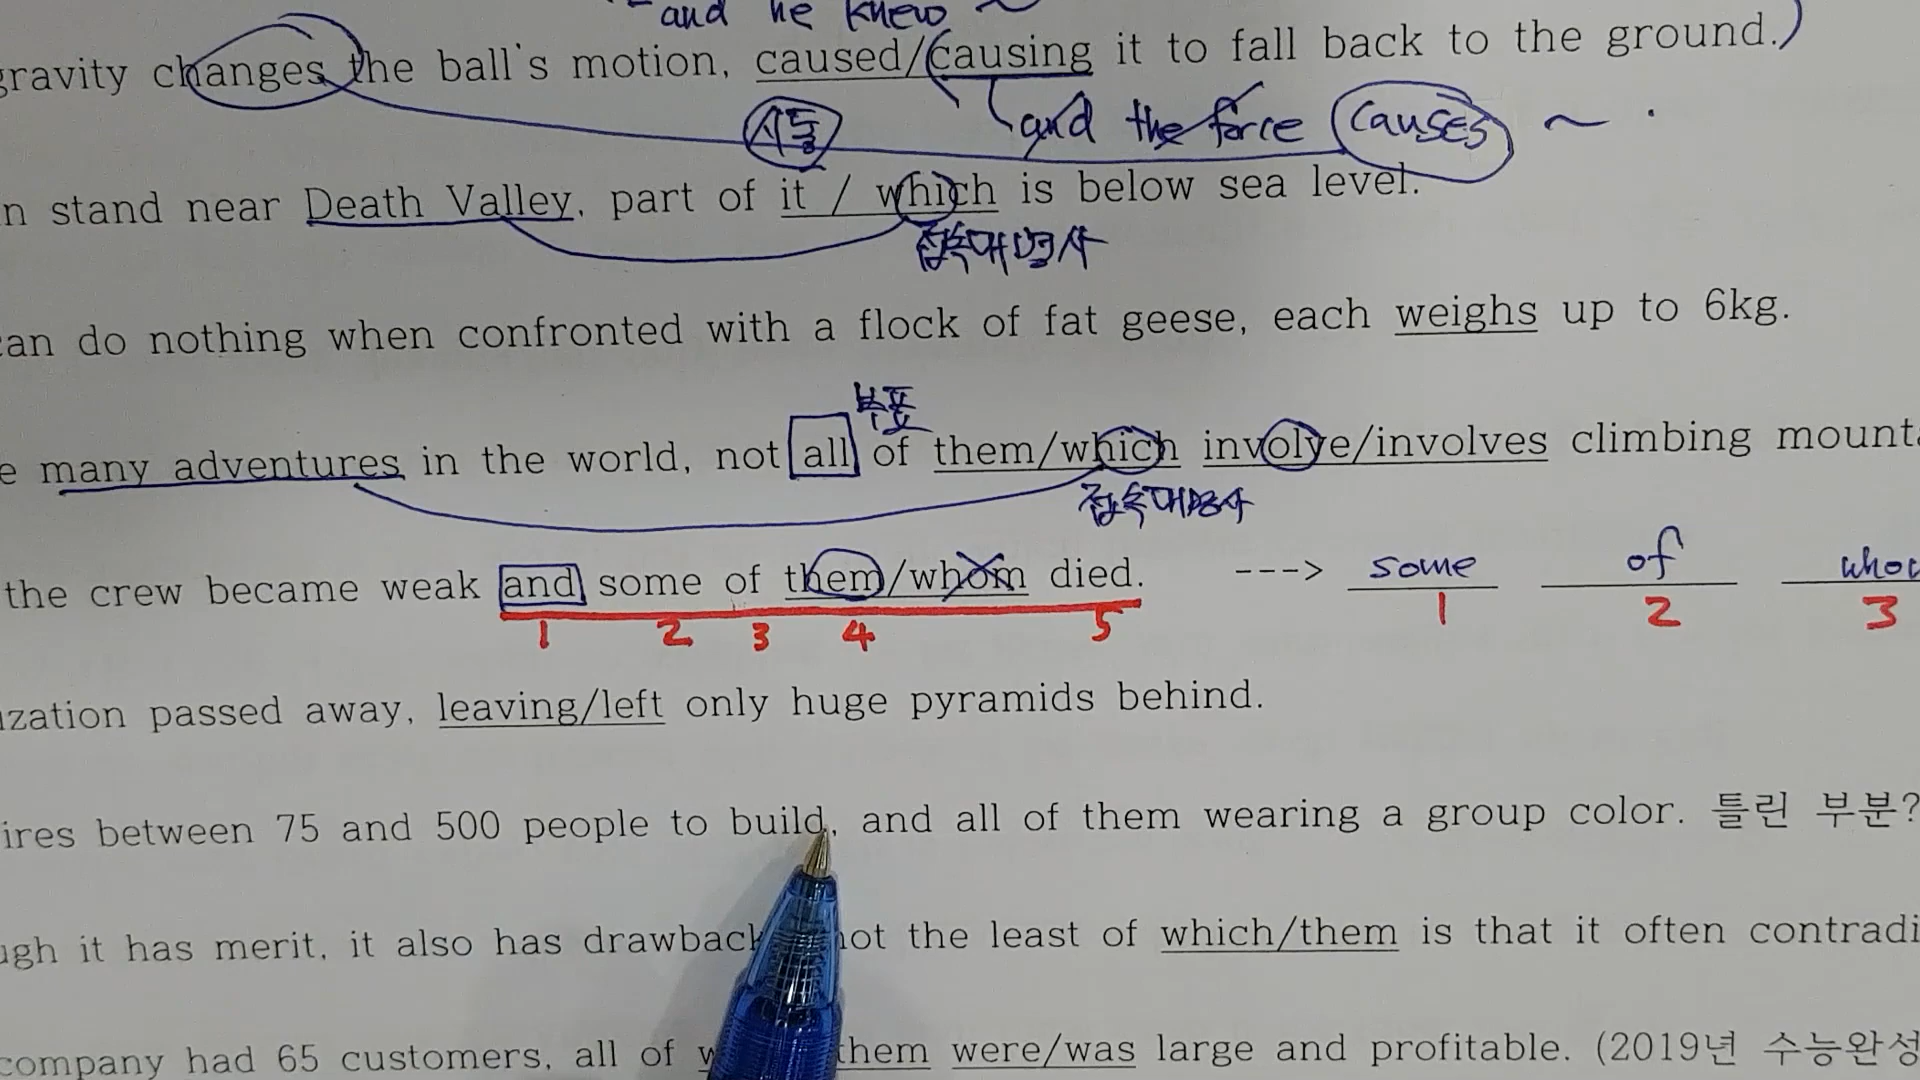 and he knew ~
gravity changes the ball's motion, caused/causing it to fall back to the ground.)
사동 and the force causes ~ .
n stand near Death Valley, part of it / which is below sea level.
접속대명사
can do nothing when confronted with a flock of fat geese, each weighs up to 6kg.
부표
e many adventures in the world, not all of them/which involve/involves climbing mounta
접속대명사
the crew became weak and some of them/whom died. ---> some of who
1 2 3 4 5 1 2 3
ization passed away, leaving/left only huge pyramids behind.
ires between 75 and 500 people to build, and all of them wearing a group color. 틀린 부분?
ugh it has merit, it also has drawback not the least of which/them is that it often contradi
company had 65 customers, all of w them were/was large and profitable. (2019년 수능완성